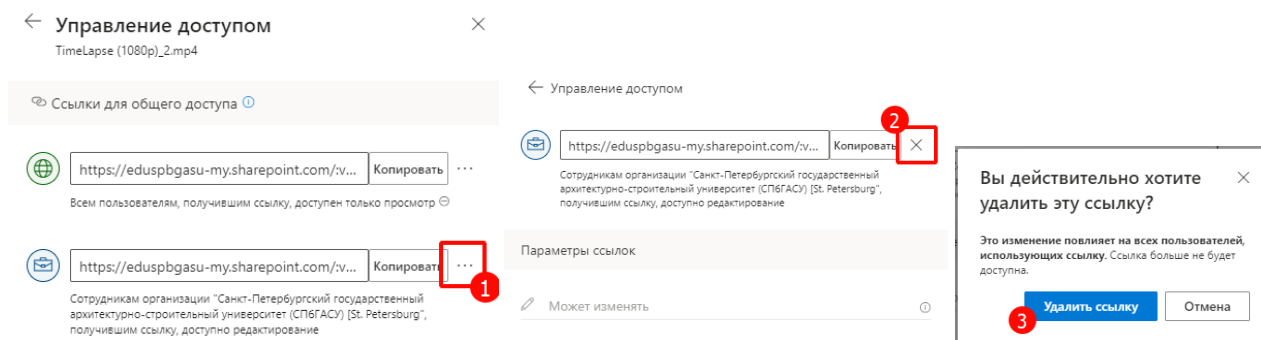 Управление доступом
TimeLapse (1080p)_2.mp4
Ссылки для общего доступа
https://eduspbgasu-my.sharepoint.com/:v... Копировать ...
Всем пользователям, получившим ссылку, доступен только просмотр
https://eduspbgasu-my.sharepoint.com/:v... Копировать ...
1
Сотрудникам организации "Санкт-Петербургский государственный
архитектурно-строительный университет (СПбГАСУ) [St. Petersburg",
получившим ссылку, доступно редактирование
Управление доступом
2
https://eduspbgasu-my.sharepoint.com/:v... Копировать
Сотрудникам организации "Санкт-Петербургский государственный
архитектурно-строительный университет (СПбГАСУ) [St. Petersburg",
получившим ссылку, доступно редактирование
Параметры ссылок
Может изменять
Вы действительно хотите
удалить эту ссылку?
Это изменение повлияет на всех пользователей,
использующих ссылку. Ссылка больше не будет
доступна.
3 Удалить ссылку Отмена